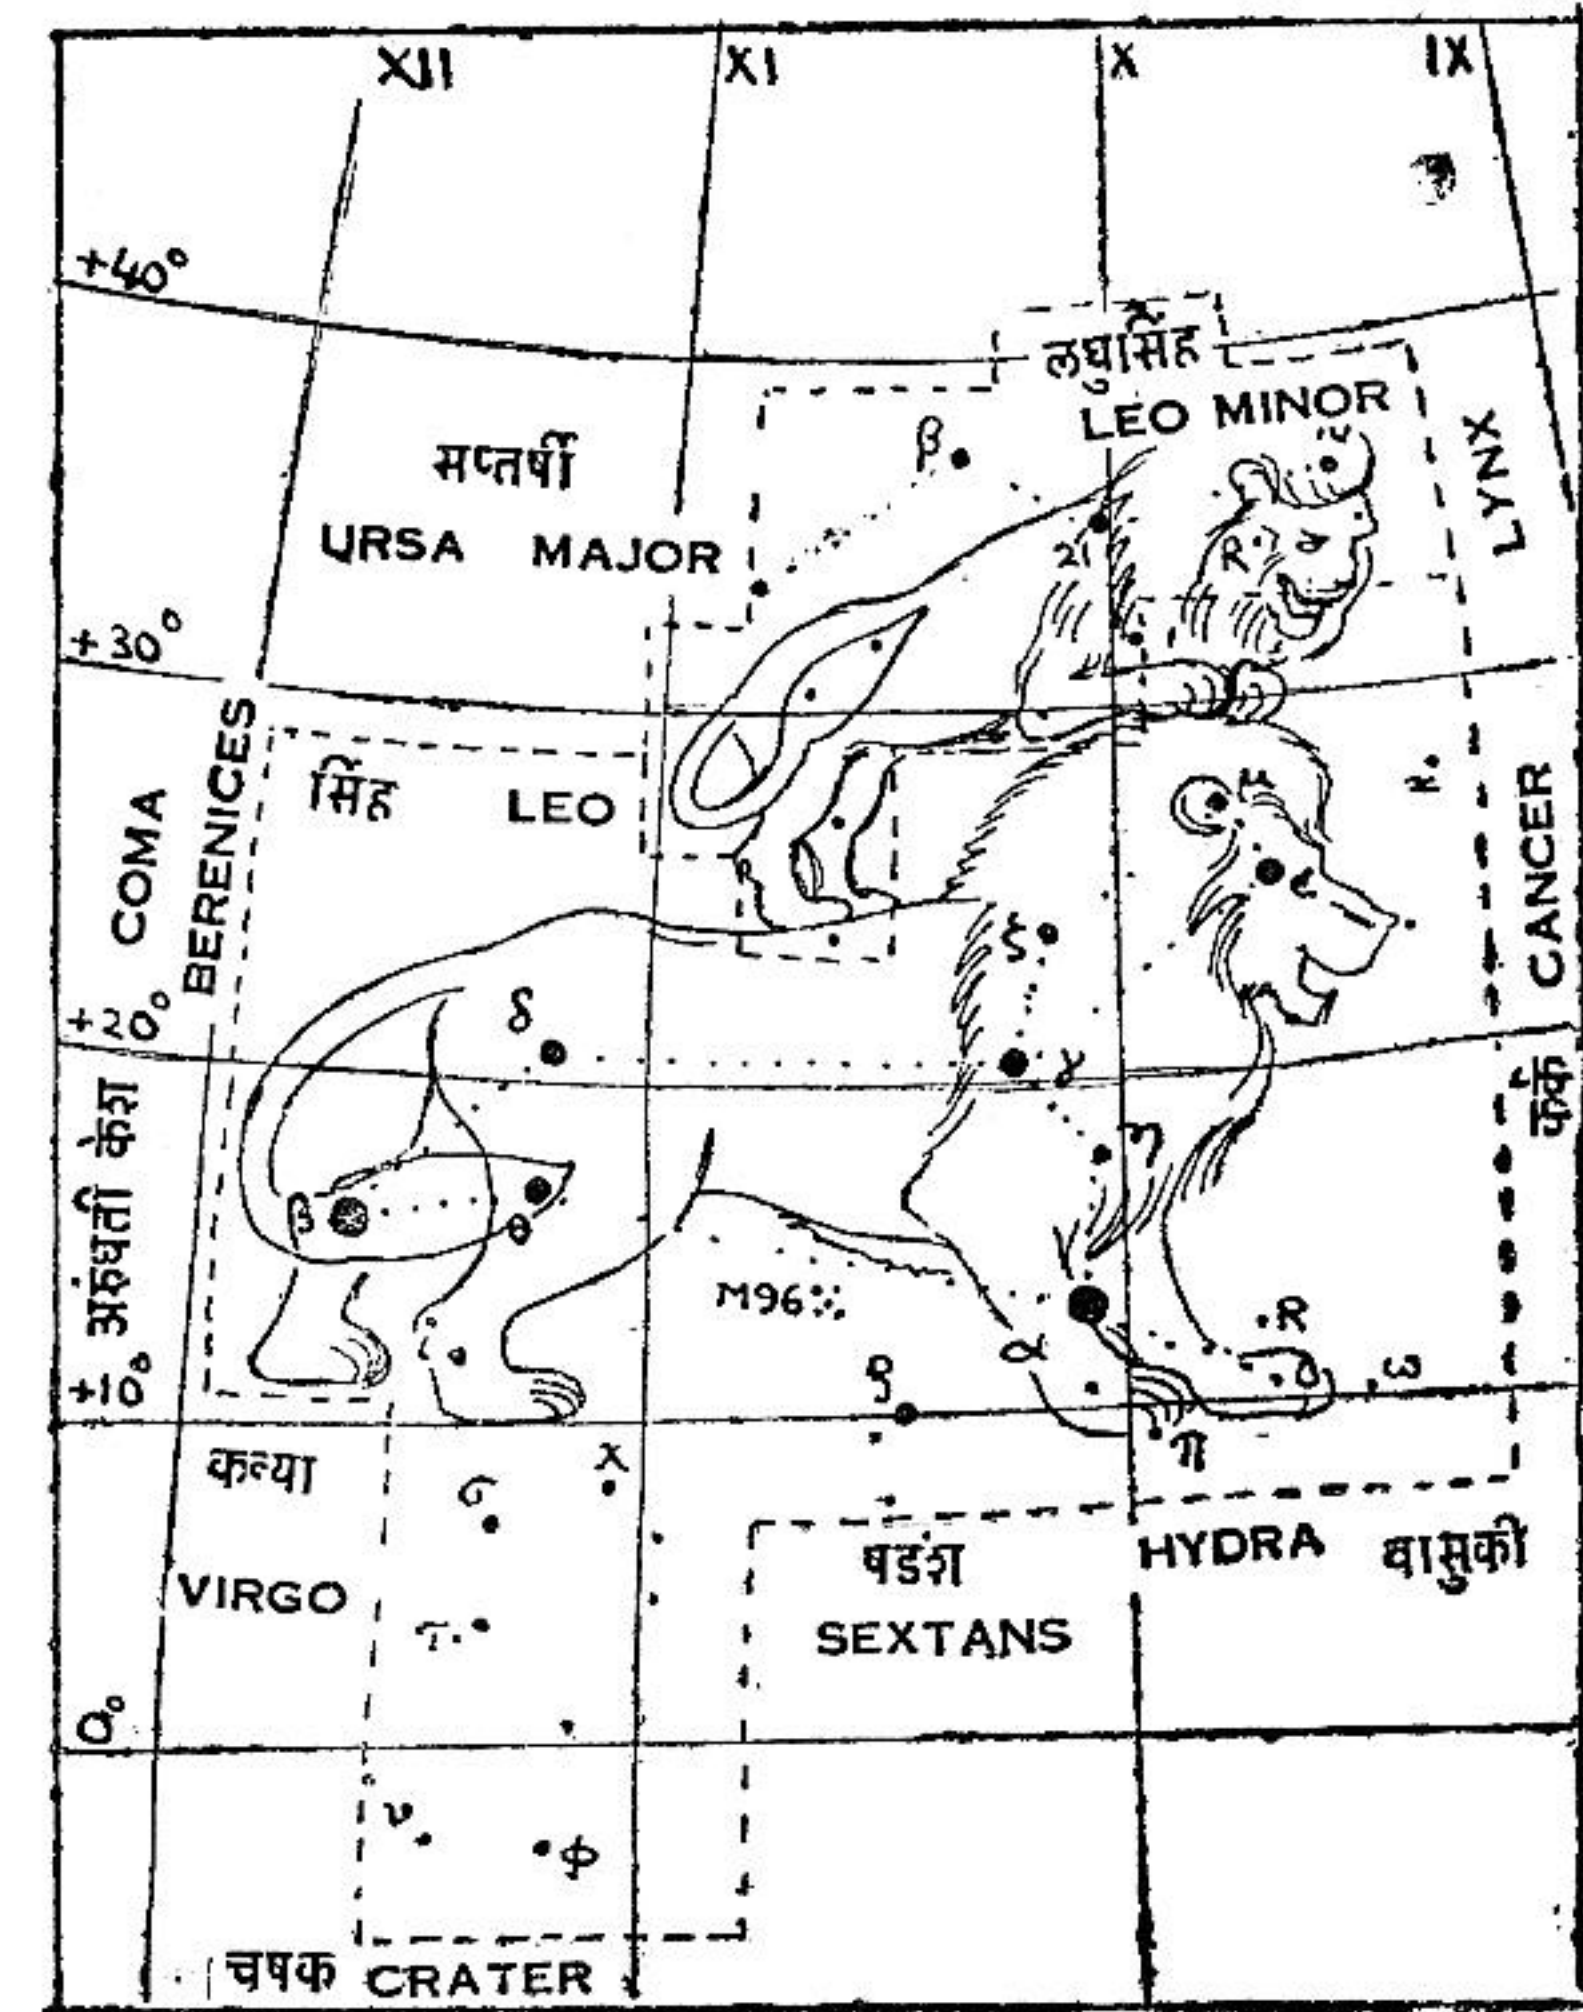 XII XI X IX
+40°
लघुसिंह
LEO MINOR
LYNX
सप्तर्षी
URSA MAJOR
β
21
R
+30°
COMA
BERENICES
सिंह LEO
μ
ε
CANCER
कर्क
ξ
+20°
δ
γ
η
अरुंधती केश
β
θ
M96
α
R
ο
ω
+10°
ρ
π
कन्या
χ
σ
VIRGO
षडंश
SEXTANS
HYDRA वासुकी
τ
0°
ν
φ
चषक CRATER